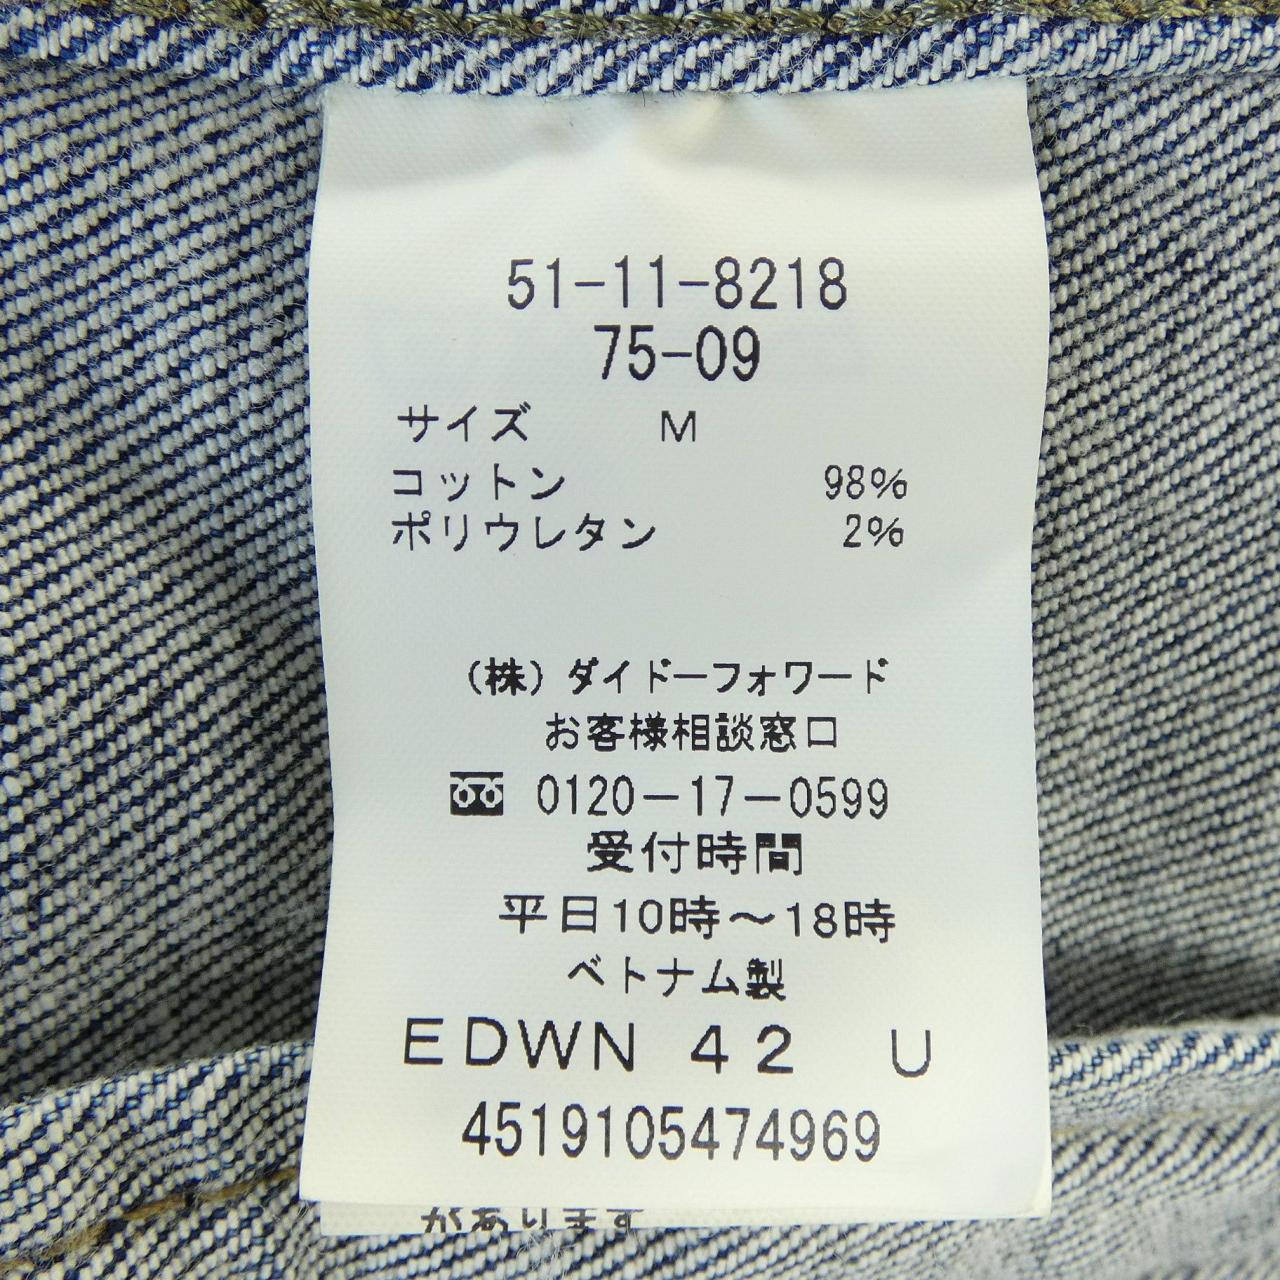 51-11-8218
75-09
サイズ M
コットン 98%
ポリウレタン 2%
(株)ダイドーフォワード
お客様相談窓口
0120-17-0599
受付時間
平日10時～18時
ベトナム製
EDWN 42 U
4519105474969
があります